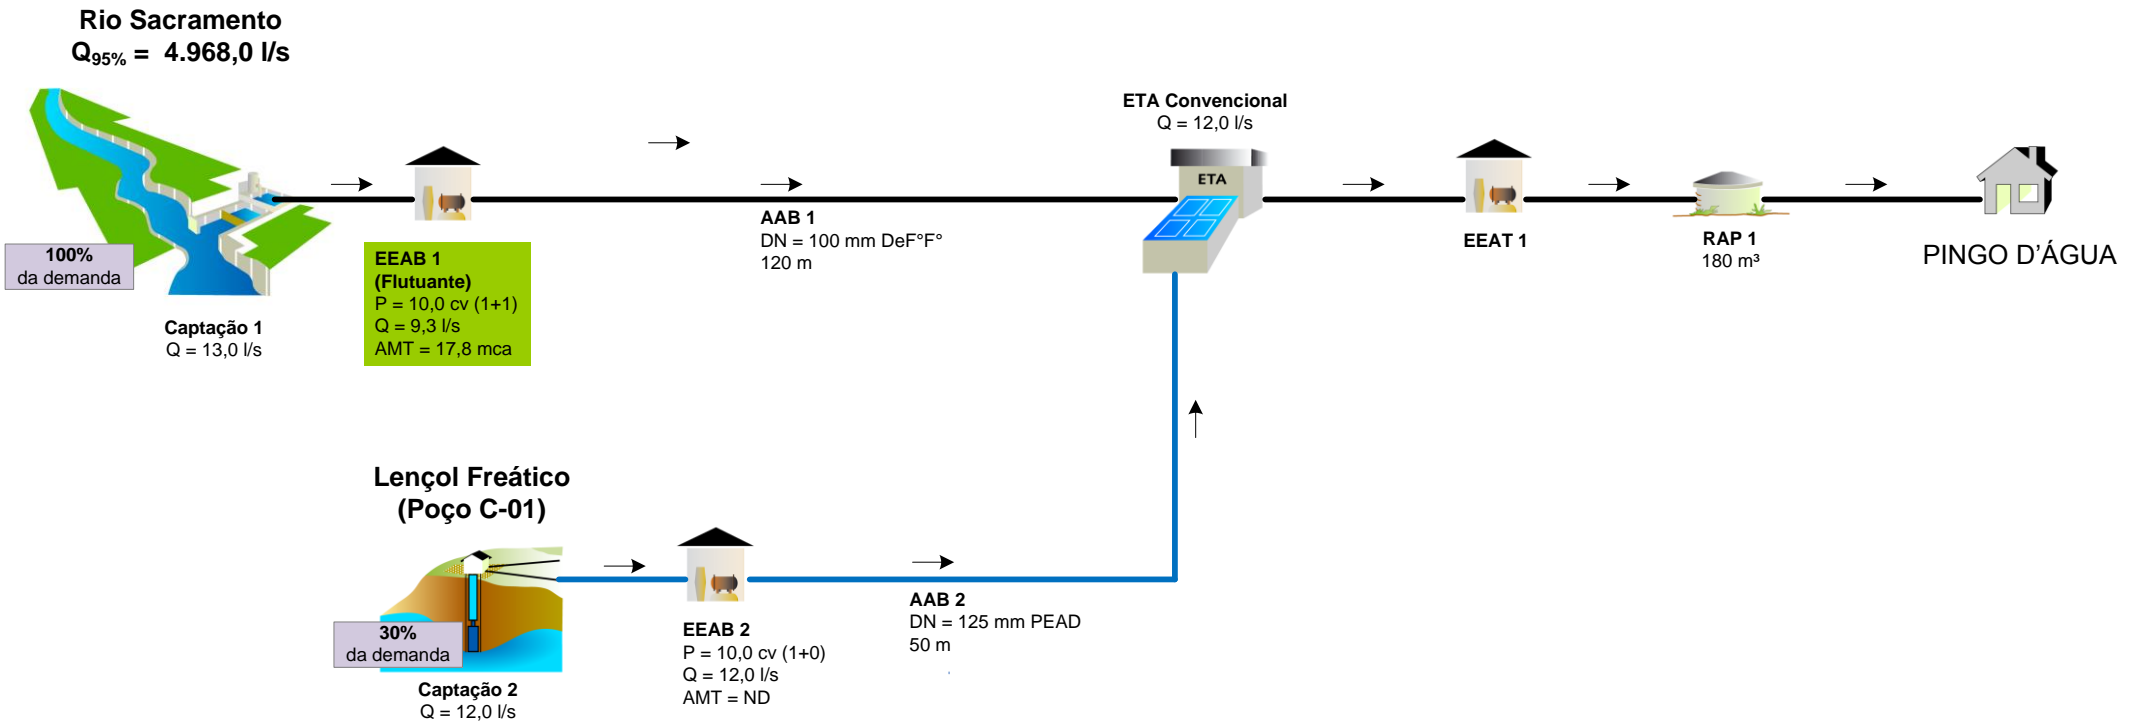 Rio Sacramento
Q95% = 4.968,0 l/s
100%
da demanda
Captação 1
Q = 13,0 l/s
EEAB 1
(Flutuante)
P = 10,0 cv (1+1)
Q = 9,3 l/s
AMT = 17,8 mca
AAB 1
DN = 100 mm DeF°F°
120 m
ETA Convencional
Q = 12,0 l/s
ETA
EEAT 1
RAP 1
180 m³
PINGO D'ÁGUA
Lençol Freático
(Poço C-01)
30%
da demanda
Captação 2
Q = 12,0 l/s
EEAB 2
P = 10,0 cv (1+0)
Q = 12,0 l/s
AMT = ND
AAB 2
DN = 125 mm PEAD
50 m